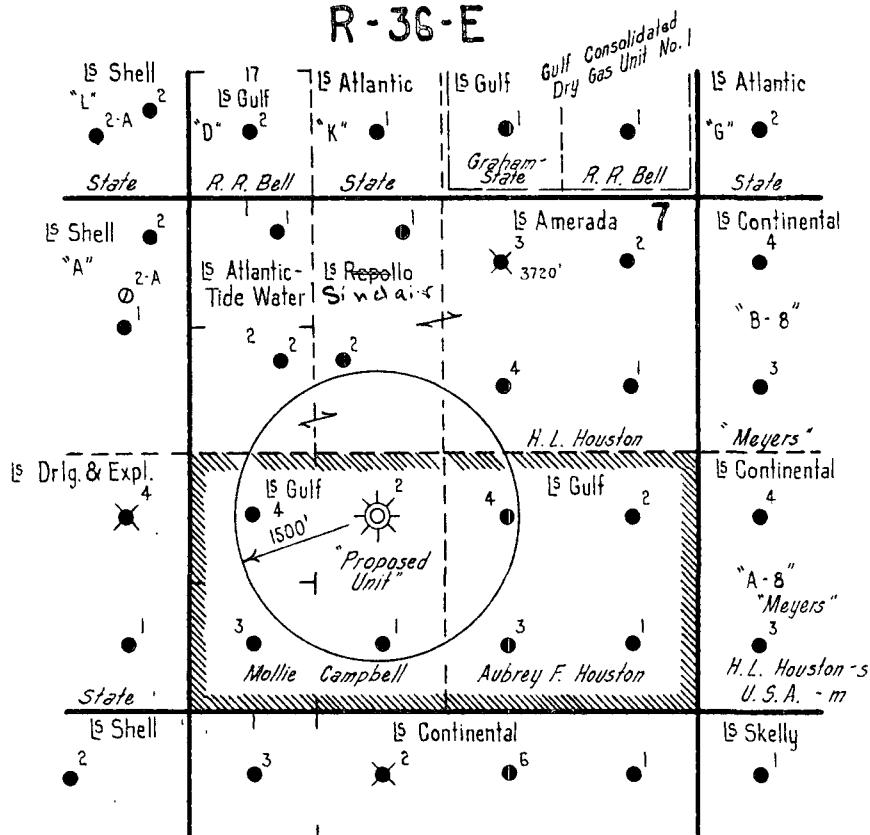 R-36-E
Gulf Consolidated
Dry Gas Unit No. 1
Ls Shell
17
Ls Atlantic
Ls Gulf
Ls Atlantic
Ls Gulf
"L"
2
2-A
"D"
2
"K"
1
1
1
"G"
2
Graham-
State
State
R. R. Bell
State
R. R. Bell
State
Ls Shell
2
1
1
Ls Amerada
7
Ls Continental
"A"
3
2
4
3720'
2-A
Ls Atlantic-
Tide Water
Ls Repollo
Sinclair
1
"B-8"
2
2
4
1
3
H. L. Houston
"Meyers"
Ls Drlg. & Expl.
Ls Gulf
Ls Gulf
Ls Continental
4
4
2
4
2
4
1500'
"Proposed
Unit"
"A-8"
"Meyers"
1
3
1
3
1
3
Mollie Campbell
Aubrey F. Houston
H. L. Houston-s
U.S.A. - m
State
Ls Shell
Ls Continental
Ls Skelly
2
3
2
6
1
1